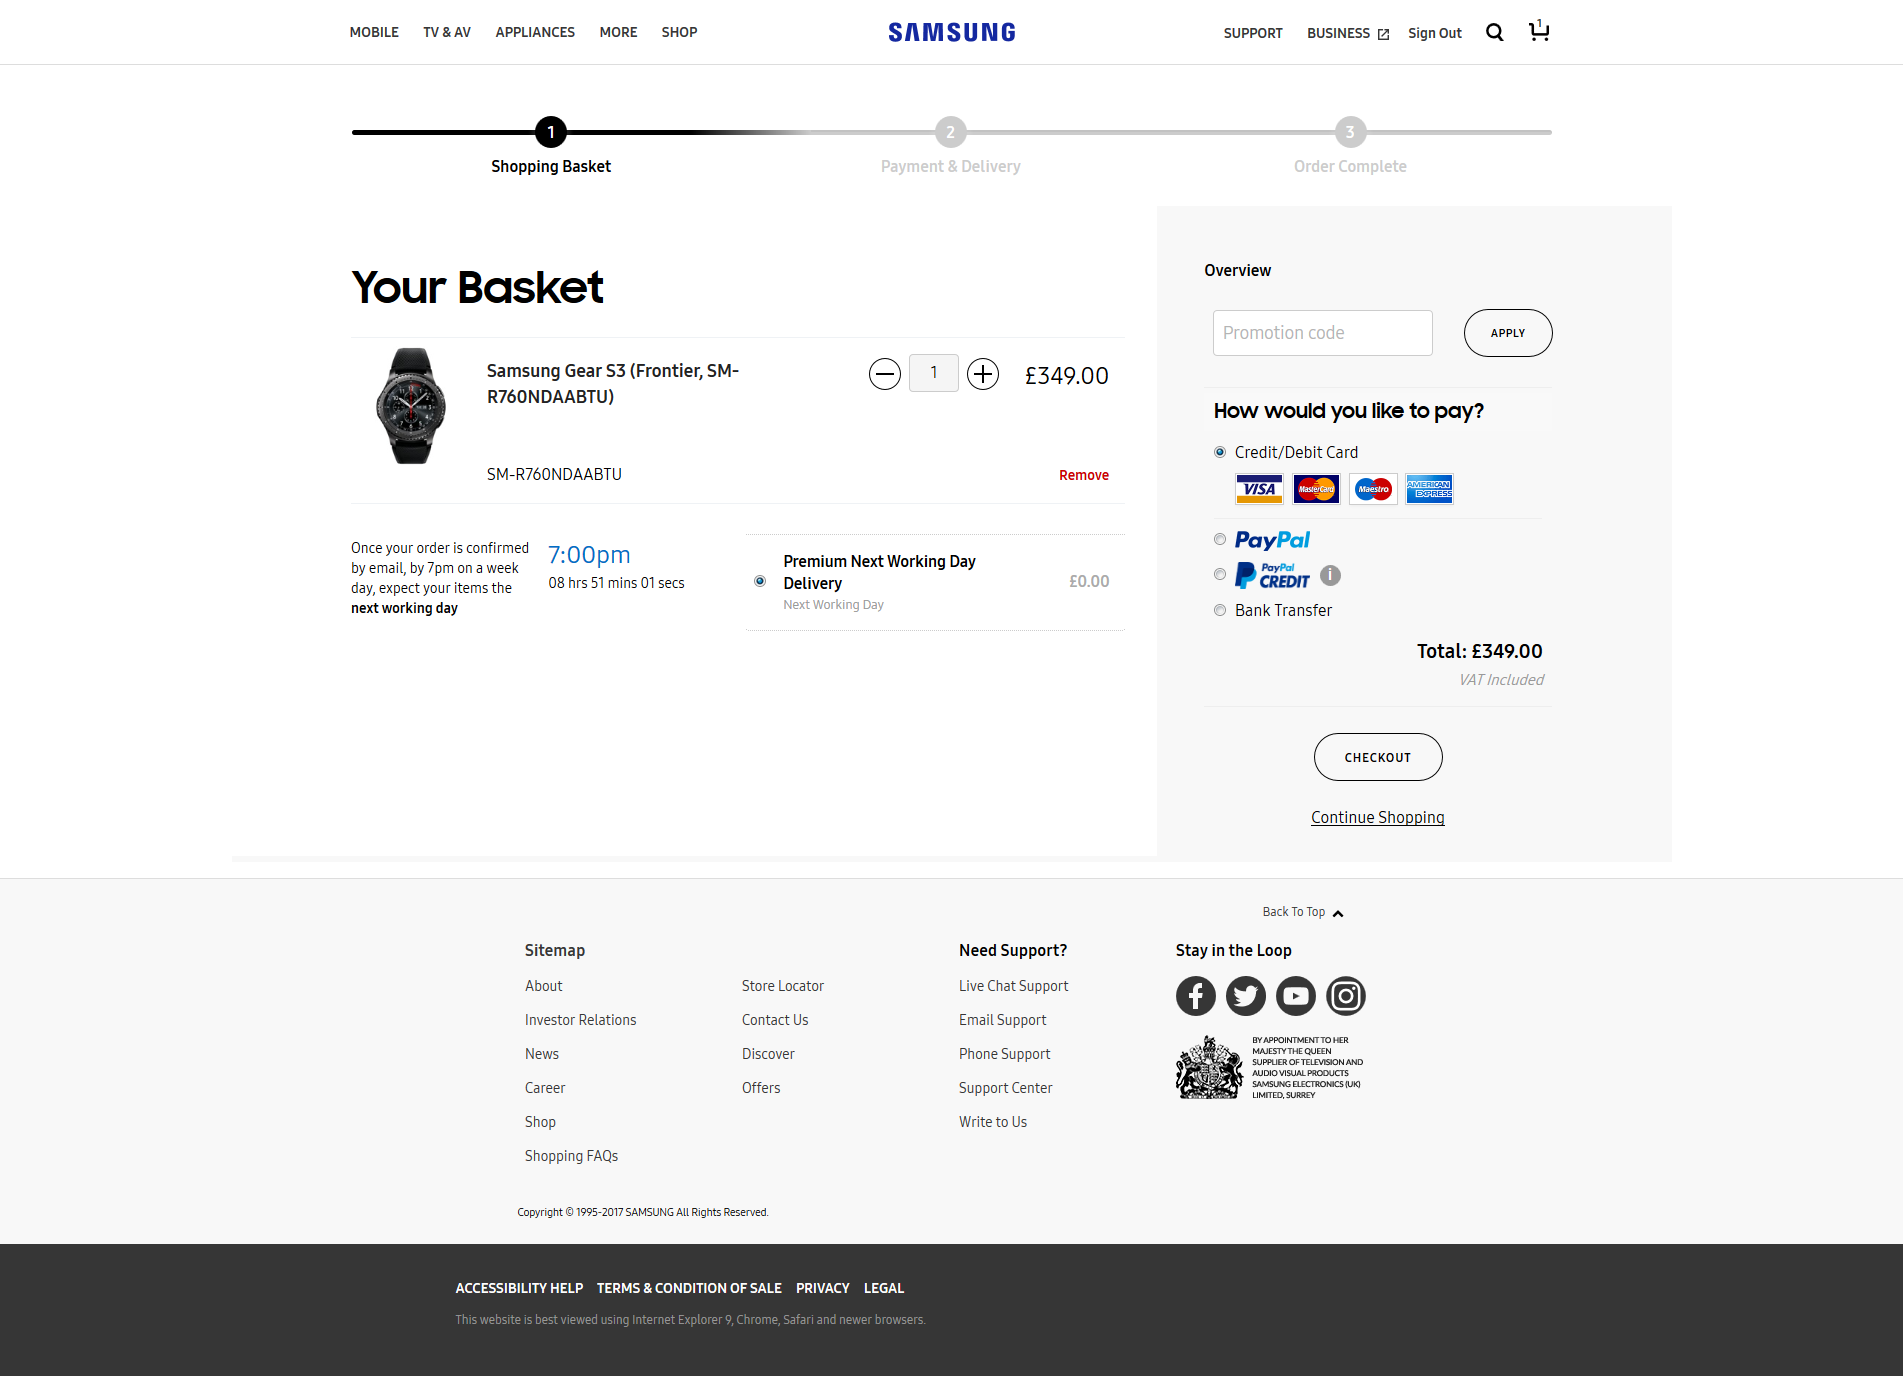 MOBILE TV & AV APPLIANCES MORE SHOP SAMSUNG SUPPORT BUSINESS Sign Out 1
1 2 3
Shopping Basket Payment & Delivery Order Complete
Your Basket
Samsung Gear S3 (Frontier, SM-
R760NDAABTU)
1 £349.00
SM-R760NDAABTU Remove
Once your order is confirmed
by email, by 7pm on a week
day, expect your items the
next working day
7:00pm
08 hrs 51 mins 01 secs
Premium Next Working Day
Delivery
Next Working Day
£0.00
Overview
Promotion code APPLY
How would you like to pay?
Credit/Debit Card
VISA MasterCard Maestro AMERICAN EXPRESS
PayPal
PayPal CREDIT i
Bank Transfer
Total: £349.00
VAT Included
CHECKOUT
Continue Shopping
Back To Top
Sitemap
About
Investor Relations
News
Career
Shop
Shopping FAQs
Store Locator
Contact Us
Discover
Offers
Need Support?
Live Chat Support
Email Support
Phone Support
Support Center
Write to Us
Stay in the Loop
BY APPOINTMENT TO HER
MAJESTY THE QUEEN
SUPPLIER OF TELEVISION AND
AUDIO VISUAL PRODUCTS
SAMSUNG ELECTRONICS (UK)
LIMITED, SURREY
Copyright © 1995-2017 SAMSUNG All Rights Reserved.
ACCESSIBILITY HELP TERMS & CONDITION OF SALE PRIVACY LEGAL
This website is best viewed using Internet Explorer 9, Chrome, Safari and newer browsers.